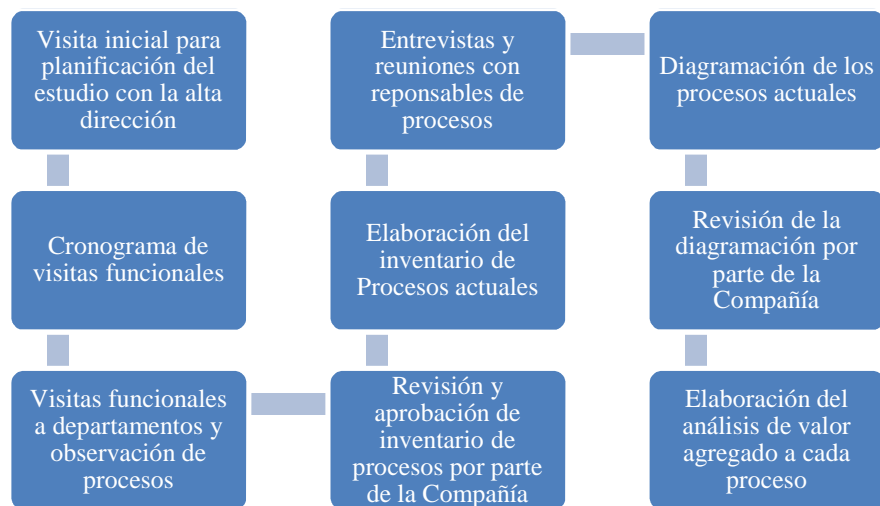 Visita inicial para
planificación del
estudio con la alta
dirección
Cronograma de
visitas funcionales
Visitas funcionales
a departamentos y
observación de
procesos
Revisión y
aprobación de
inventario de
procesos por parte
de la Compañía
Elaboración del
inventario de
Procesos actuales
Entrevistas y
reuniones con
reponsables de
procesos
Diagramación de los
procesos actuales
Revisión de la
diagramación por
parte de la
Compañía
Elaboración del
análisis de valor
agregado a cada
proceso